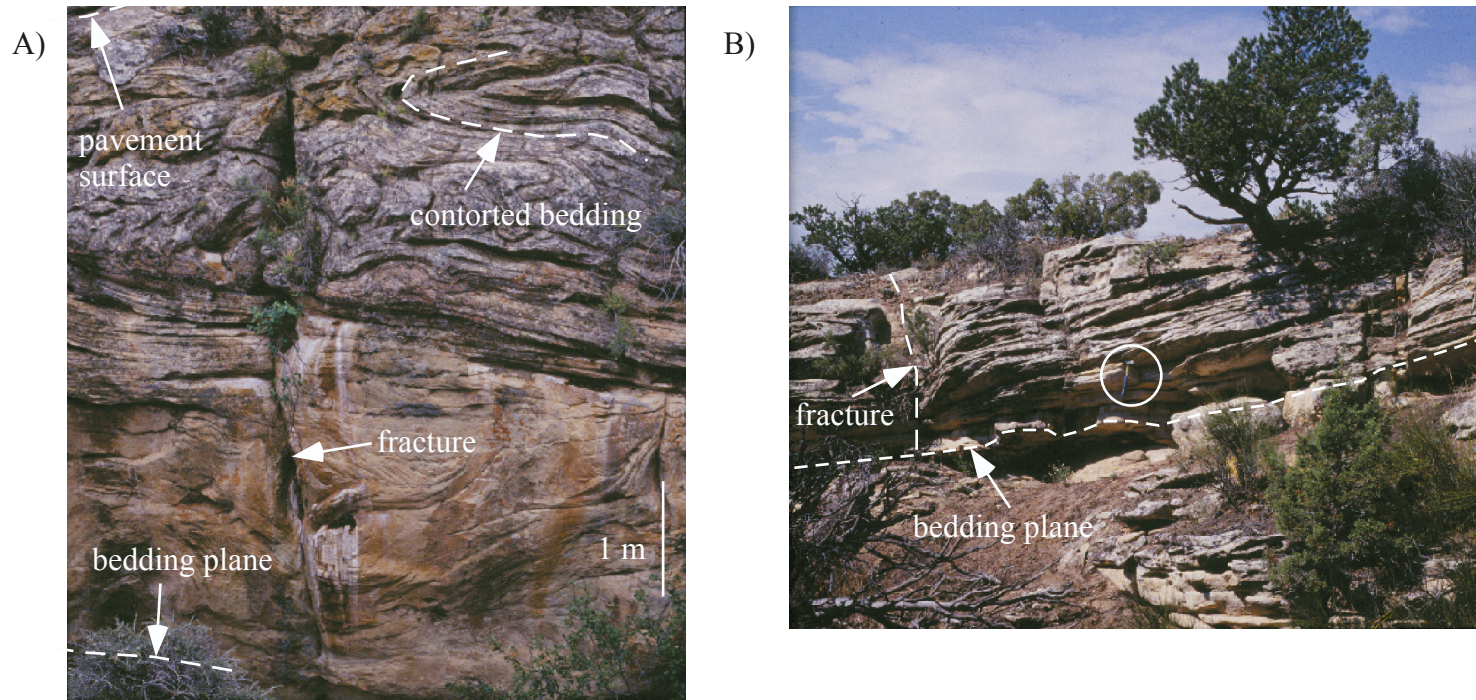 A)
pavement
surface
contorted bedding
fracture
1 m
bedding plane
B)
fracture
bedding plane